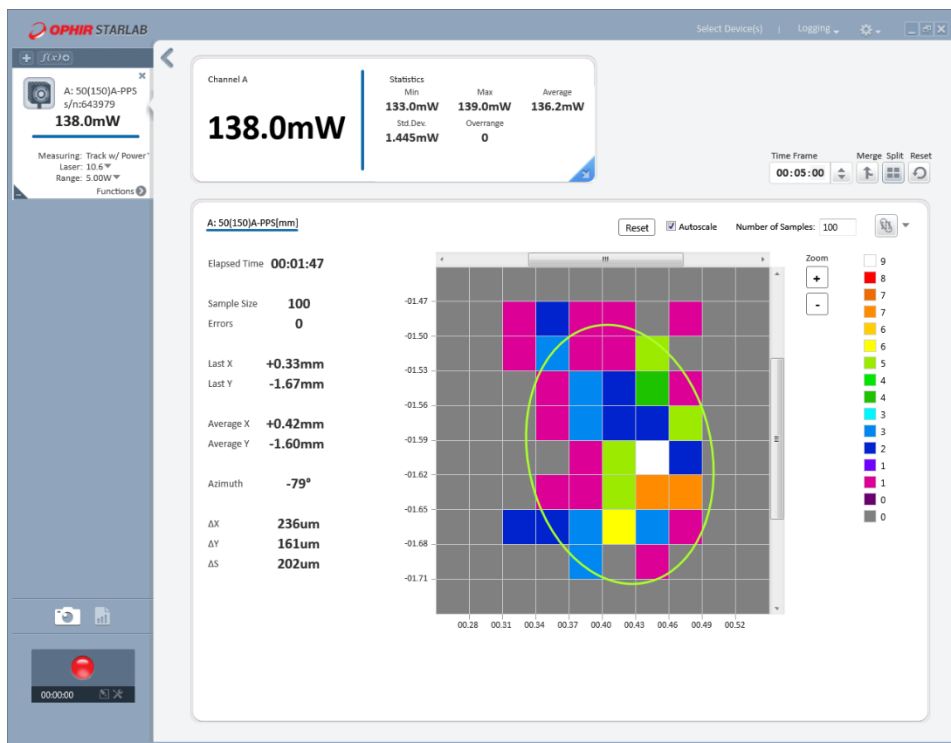 OPHIR STARLAB
Select Device(s) | Logging
f(x)
A: 50(150)A-PPS
s/n:643979
138.0mW
Measuring: Track w/ Power
Laser: 10.6
Range: 5.00W
Functions
Channel A
138.0mW
Statistics
Min Max Average
133.0mW 139.0mW 136.2mW
Std.Dev. Overrange
1.445mW 0
Time Frame Merge Split Reset
00:05:00
A: 50(150)A-PPS[mm]
Reset Autoscale Number of Samples: 100
Elapsed Time 00:01:47
Sample Size 100
Errors 0
Last X +0.33mm
Last Y -1.67mm
Average X +0.42mm
Average Y -1.60mm
Azimuth -79°
ΔX 236um
ΔY 161um
ΔS 202um
-01.47
-01.50
-01.53
-01.56
-01.59
-01.62
-01.65
-01.68
-01.71
00.28 00.31 00.34 00.37 00.40 00.43 00.46 00.49 00.52
Zoom
+
-
9
8
7
7
6
6
5
4
4
3
3
2
1
1
0
0
00:00:00